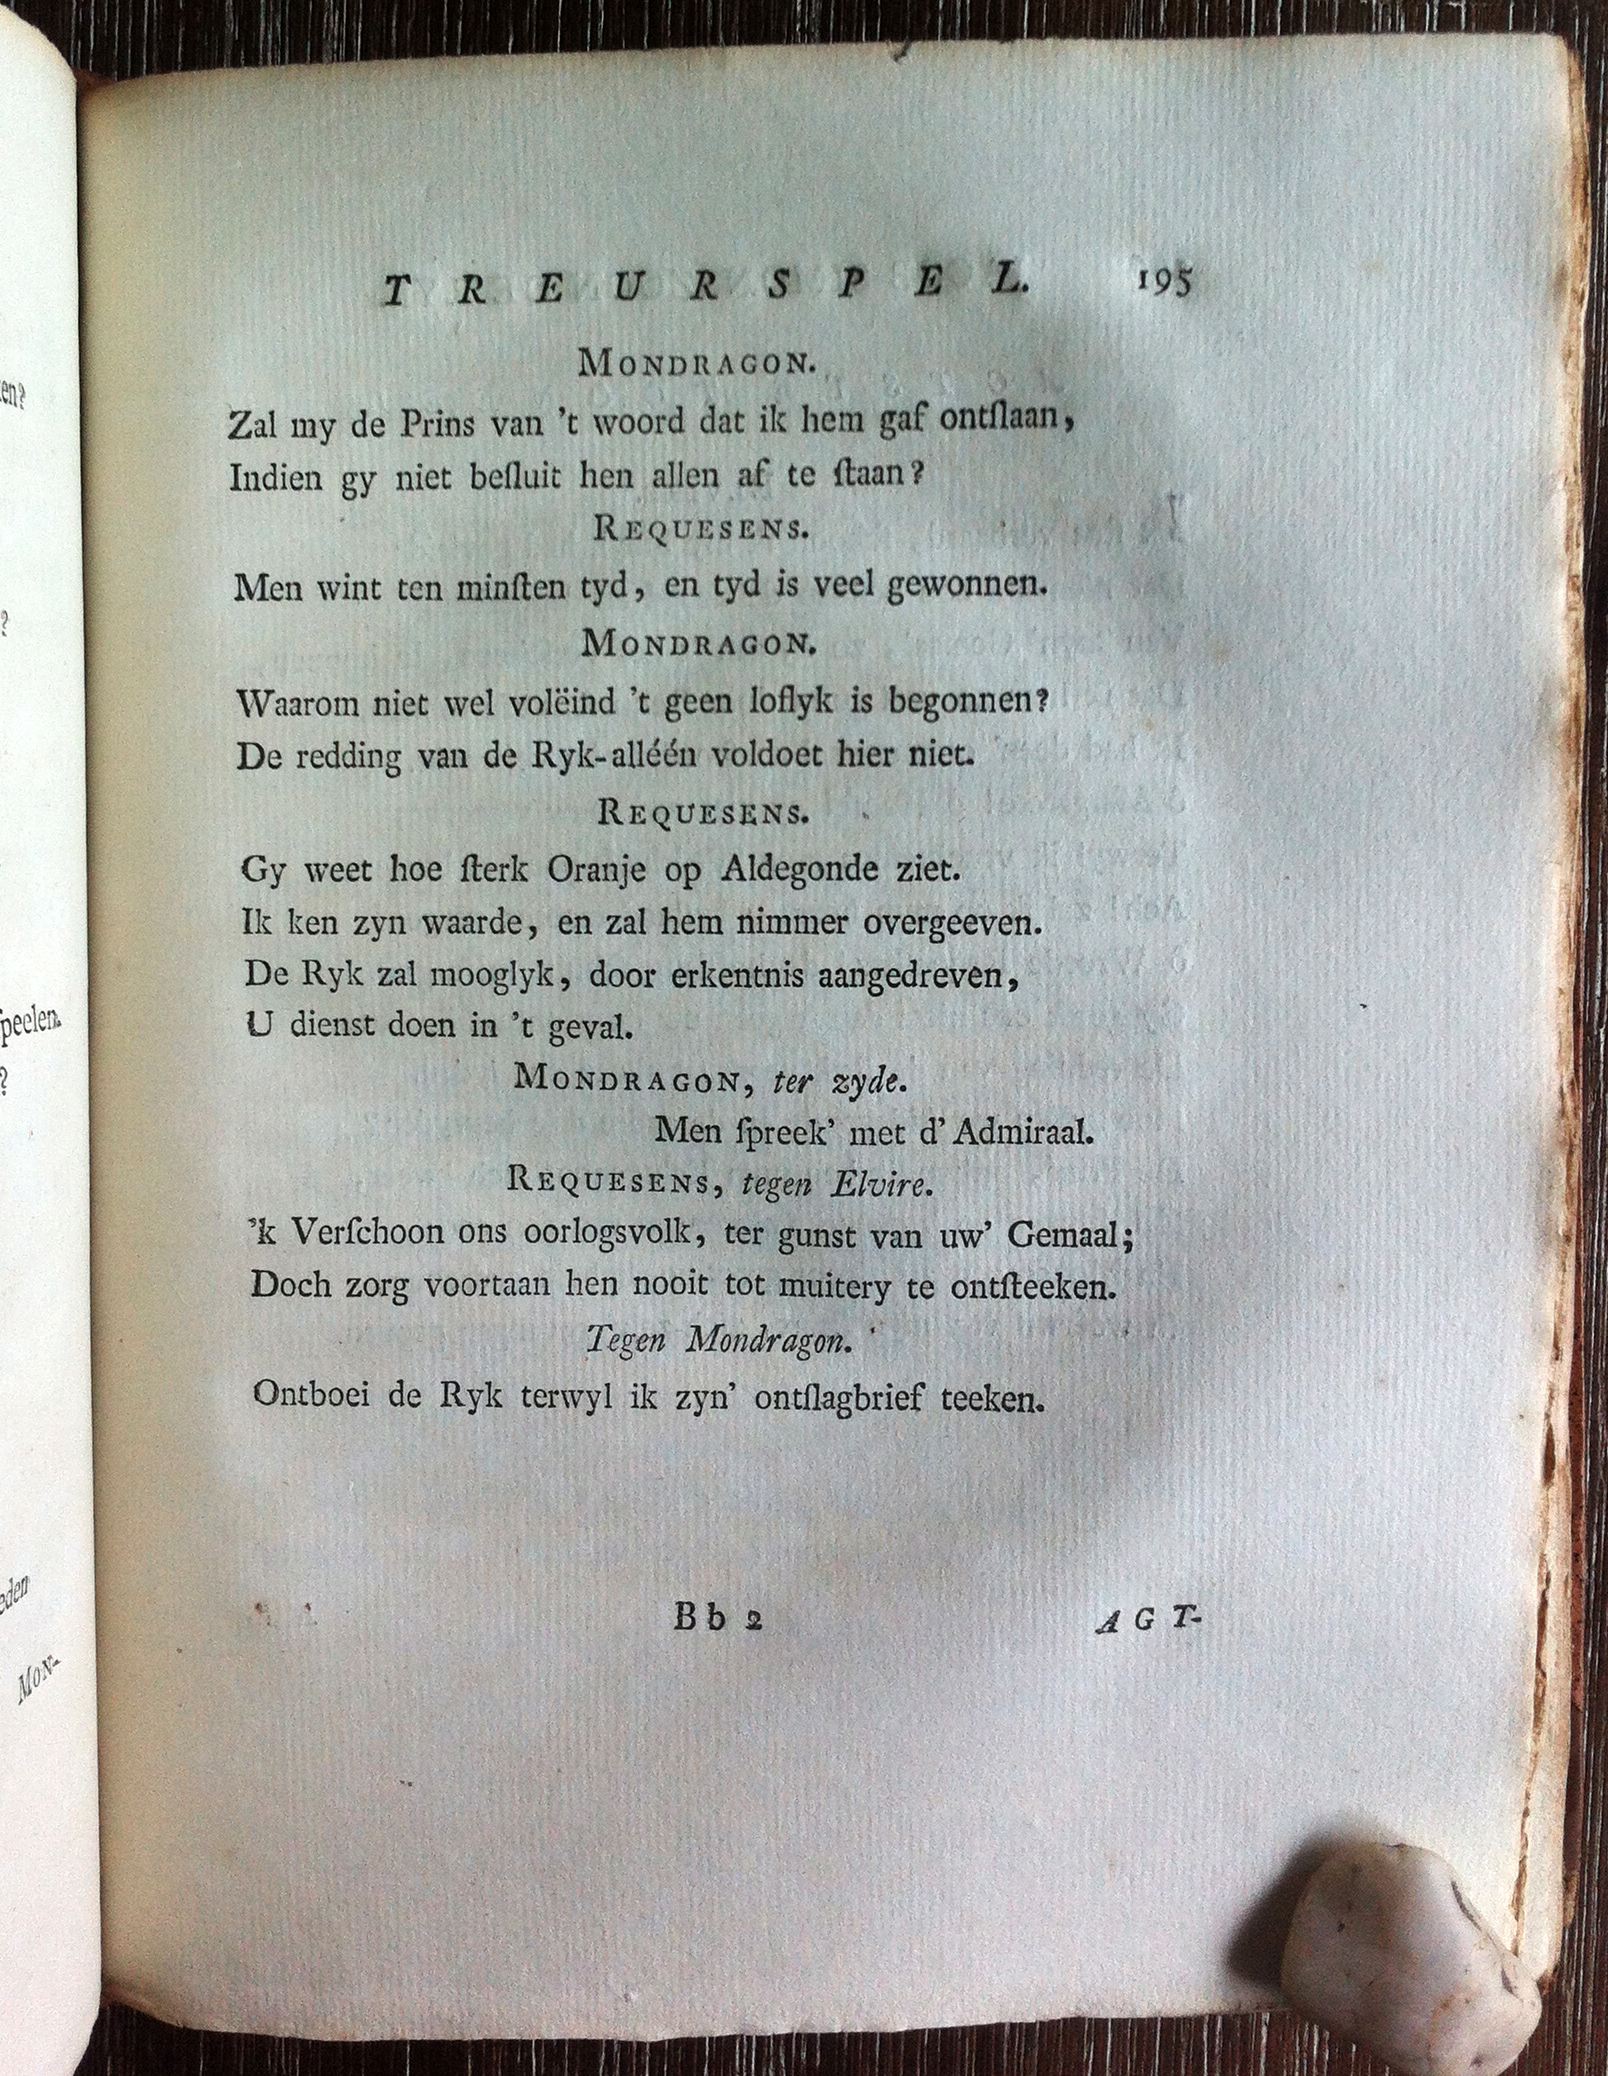 TREURSPEL. 195
MONDRAGON.
Zal my de Prins van 't woord dat ik hem gaf ontſlaan,
Indien gy niet beſluit hen allen af te ſtaan?
REQUESENS.
Men wint ten minſten tyd, en tyd is veel gewonnen.
MONDRAGON.
Waarom niet wel volëind 't geen loflyk is begonnen?
De redding van de Ryk-alléén voldoet hier niet.
REQUESENS.
Gy weet hoe ſterk Oranje op Aldegonde ziet.
Ik ken zyn waarde, en zal hem nimmer overgeeven.
De Ryk zal mooglyk, door erkentnis aangedreven,
U dienst doen in 't geval.
MONDRAGON, ter zyde.
Men ſpreek' met d' Admiraal.
REQUESENS, tegen Elvire.
'k Verſchoon ons oorlogsvolk, ter gunst van uw' Gemaal;
Doch zorg voortaan hen nooit tot muitery te ontſteeken.
Tegen Mondragon.
Ontboei de Ryk terwyl ik zyn' ontſlagbrief teeken.
Bb 2
AGT-
?
ſpeelen.
?
MON-